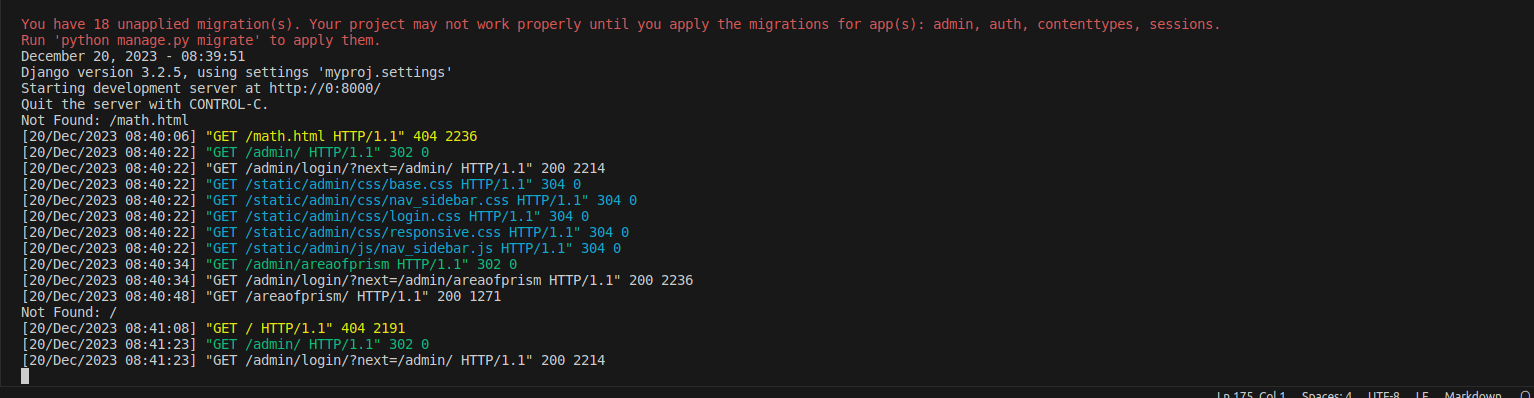 You have 18 unapplied migration(s). Your project may not work properly until you apply the migrations for app(s): admin, auth, contenttypes, sessions.
Run 'python manage.py migrate' to apply them.
December 20, 2023 - 08:39:51
Django version 3.2.5, using settings 'myproj.settings'
Starting development server at http://0:8000/
Quit the server with CONTROL-C.
Not Found: /math.html
[20/Dec/2023 08:40:06] "GET /math.html HTTP/1.1" 404 2236
[20/Dec/2023 08:40:22] "GET /admin/ HTTP/1.1" 302 0
[20/Dec/2023 08:40:22] "GET /admin/login/?next=/admin/ HTTP/1.1" 200 2214
[20/Dec/2023 08:40:22] "GET /static/admin/css/base.css HTTP/1.1" 304 0
[20/Dec/2023 08:40:22] "GET /static/admin/css/nav_sidebar.css HTTP/1.1" 304 0
[20/Dec/2023 08:40:22] "GET /static/admin/css/login.css HTTP/1.1" 304 0
[20/Dec/2023 08:40:22] "GET /static/admin/css/responsive.css HTTP/1.1" 304 0
[20/Dec/2023 08:40:22] "GET /static/admin/js/nav_sidebar.js HTTP/1.1" 304 0
[20/Dec/2023 08:40:34] "GET /admin/areaofprism HTTP/1.1" 302 0
[20/Dec/2023 08:40:34] "GET /admin/login/?next=/admin/areaofprism HTTP/1.1" 200 2236
[20/Dec/2023 08:40:48] "GET /areaofprism/ HTTP/1.1" 200 1271
Not Found: /
[20/Dec/2023 08:41:08] "GET / HTTP/1.1" 404 2191
[20/Dec/2023 08:41:23] "GET /admin/ HTTP/1.1" 302 0
[20/Dec/2023 08:41:23] "GET /admin/login/?next=/admin/ HTTP/1.1" 200 2214
Ln 175, Col 1 Spaces: 4 UTF-8 LF Markdown